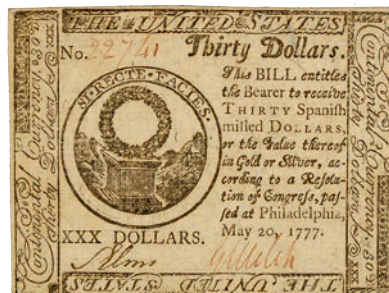 THE UNITED STATES
No. 22741 Thirty Dollars.
SI RECTE FACIES.
This BILL entitles
the Bearer to receive
THIRTY Spanish
milled DOLLARS,
or the Value thereof
in Gold or Silver, ac-
cording to a Resolu-
tion of Congress, pas-
sed at Philadelphia,
May 20, 1777.
XXX DOLLARS.
THE UNITED STATES
Continental Currency.
Thirty Dollars
Continental Currency.
Thirty Dollars